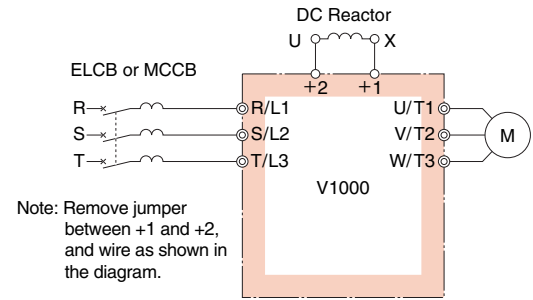 DC Reactor
U X
ELCB or MCCB
+2 +1
R R/L1 U/T1
S S/L2 V/T2 M
T T/L3 W/T3
V1000
Note: Remove jumper
between +1 and +2,
and wire as shown in
the diagram.